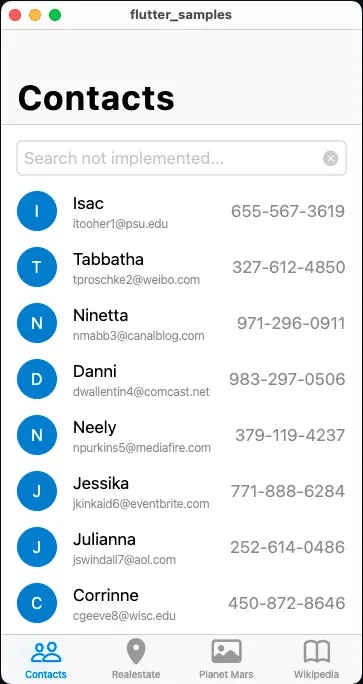 flutter_samples
Contacts
Search not implemented...
I Isac 655-567-3619
itooher1@psu.edu
T Tabbatha 327-612-4850
tproschke2@weibo.com
N Ninetta 971-296-0911
nmabb3@canalblog.com
D Danni 983-297-0506
dwallentin4@comcast.net
N Neely 379-119-4237
npurkins5@mediafire.com
J Jessika 771-888-6284
jkinkaid6@eventbrite.com
J Julianna 252-614-0486
jswindall7@aol.com
C Corrinne 450-872-8646
cgeeve8@wisc.edu
Contacts Realestate Planet Mars Wikipedia